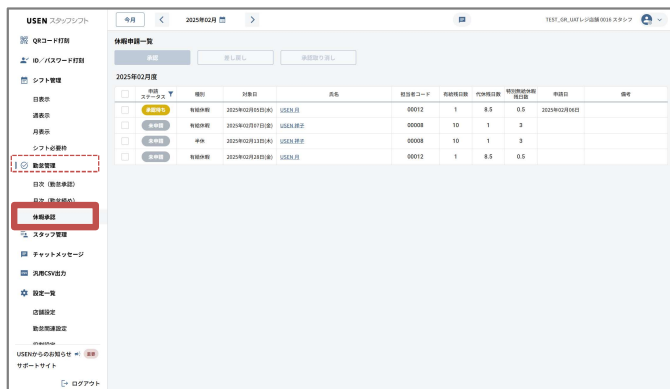 USEN スタッフシフト
今月
2025年02月
TEST_GR_UATレジ店舗0016 スタシフ
QRコード打刻
ID／パスワード打刻
シフト管理
日表示
週表示
月表示
シフト必要枠
勤怠管理
日次（勤怠承認）
月次（勤怠締め）
休暇承認
スタッフ管理
チャットメッセージ
汎用CSV出力
設定一覧
店舗設定
勤怠関連設定
USENからのお知らせ 重要
サポートサイト
ログアウト
休暇申請一覧
承認 差し戻し 承認取り消し
2025年02月度
申請ステータス 種別 対象日 氏名 担当者コード 有給残日数 代休残日数 特別無給休暇残日数 申請日 備考
承認待ち 有給休暇 2025年02月05日(水) USEN 月 00012 1 8.5 0.5 2025年02月06日
未申請 有給休暇 2025年02月07日(金) USEN 祥子 00008 10 1 3
未申請 半休 2025年02月13日(木) USEN 祥子 00008 10 1 3
未申請 有給休暇 2025年02月28日(金) USEN 月 00012 1 8.5 0.5